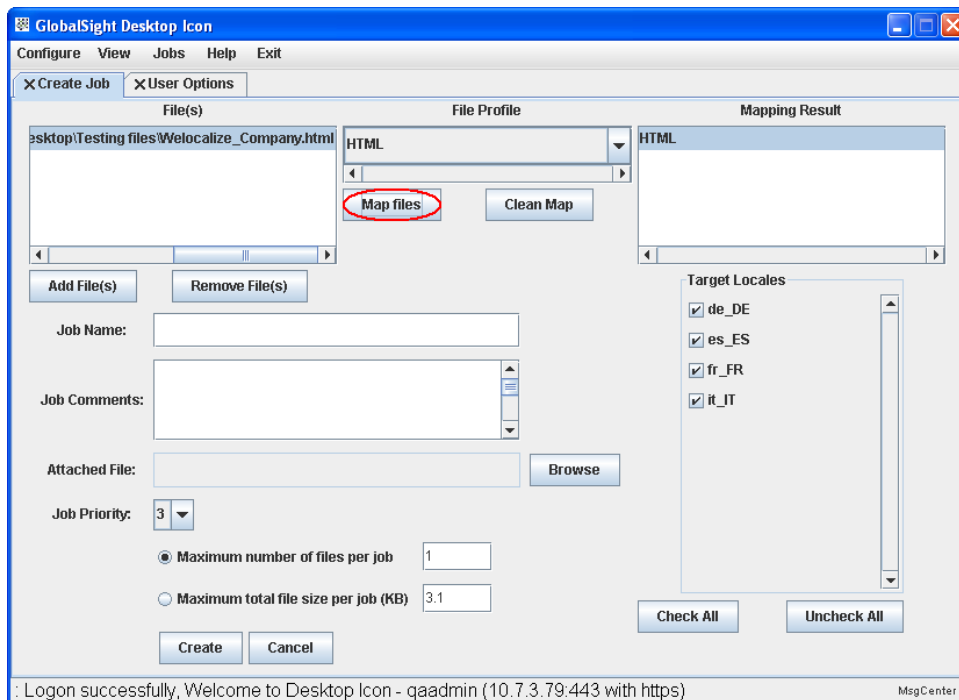 GlobalSight Desktop Icon
Configure View Jobs Help Exit
Create Job User Options
File(s) File Profile Mapping Result
esktop\Testing files\Welocalize_Company.html HTML HTML
Map files Clean Map
Add File(s) Remove File(s) Target Locales
de_DE
Job Name:
es_ES
fr_FR
Job Comments: it_IT
Attached File: Browse
Job Priority: 3
Maximum number of files per job 1
Maximum total file size per job (KB) 3.1
Check All Uncheck All
Create Cancel
: Logon successfully, Welcome to Desktop Icon - qaadmin (10.7.3.79:443 with https) MsgCenter